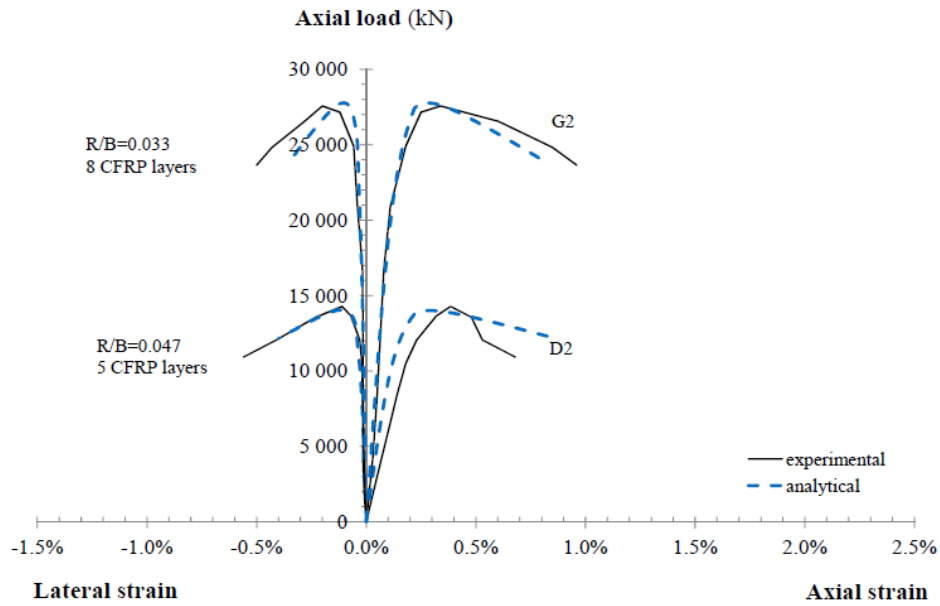 Axial load (kN)
30 000
25 000
20 000
15 000
10 000
5 000
0
R/B=0.033
8 CFRP layers
G2
R/B=0.047
5 CFRP layers
D2
experimental
analytical
-1.5% -1.0% -0.5% 0.0% 0.5% 1.0% 1.5% 2.0% 2.5%
Lateral strain Axial strain